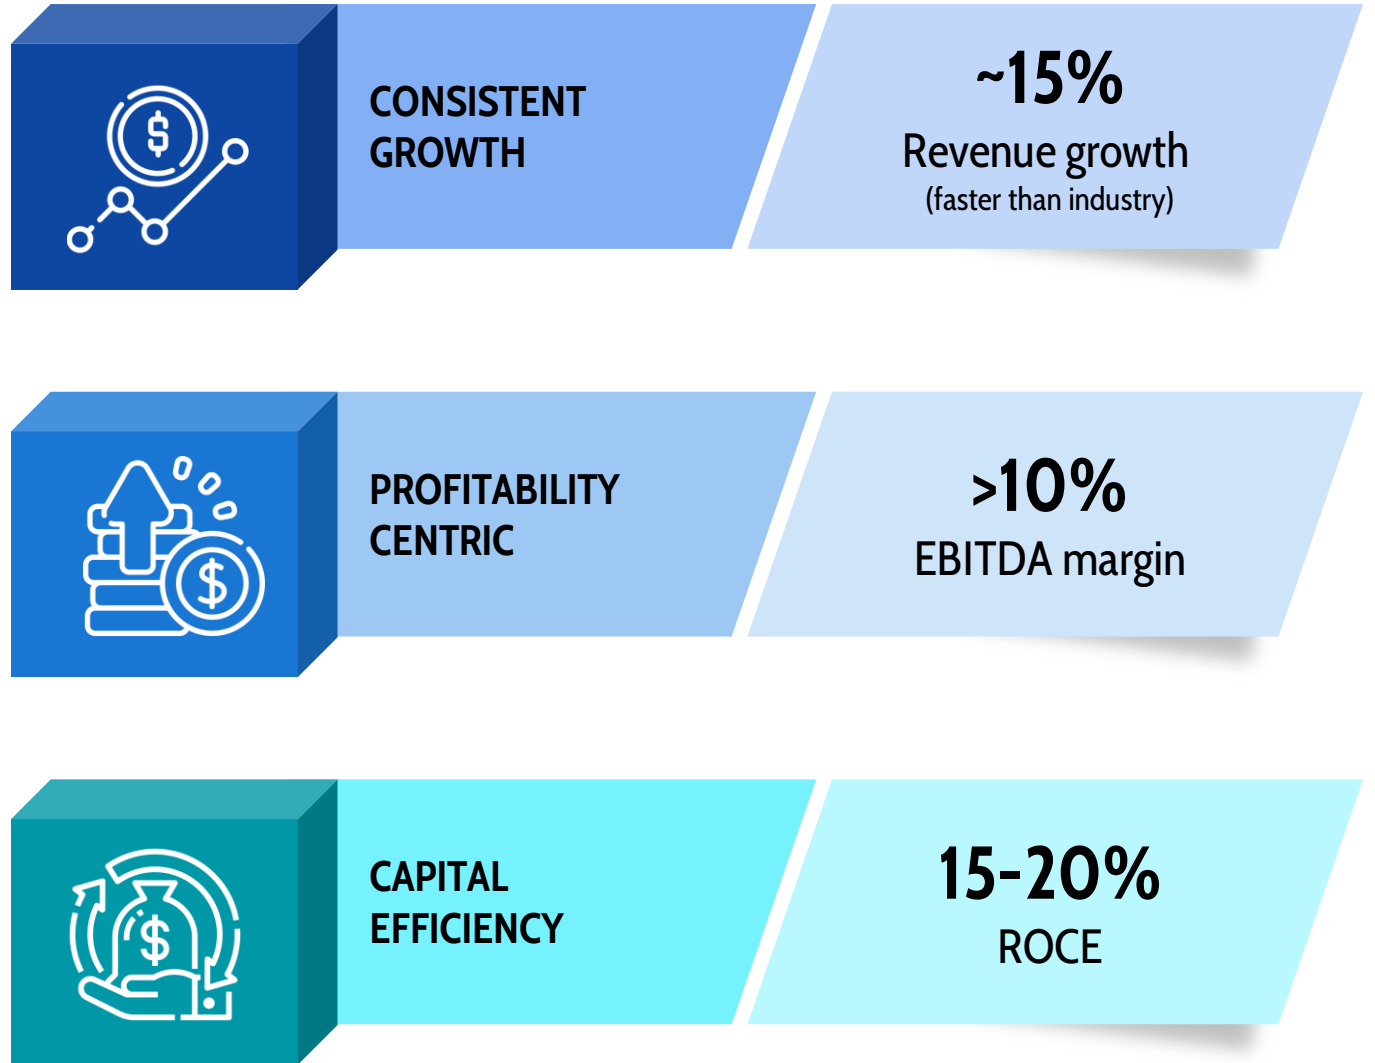 CONSISTENT
GROWTH
~15%
Revenue growth
(faster than industry)
PROFITABILITY
CENTRIC
>10%
EBITDA margin
CAPITAL
EFFICIENCY
15-20%
ROCE